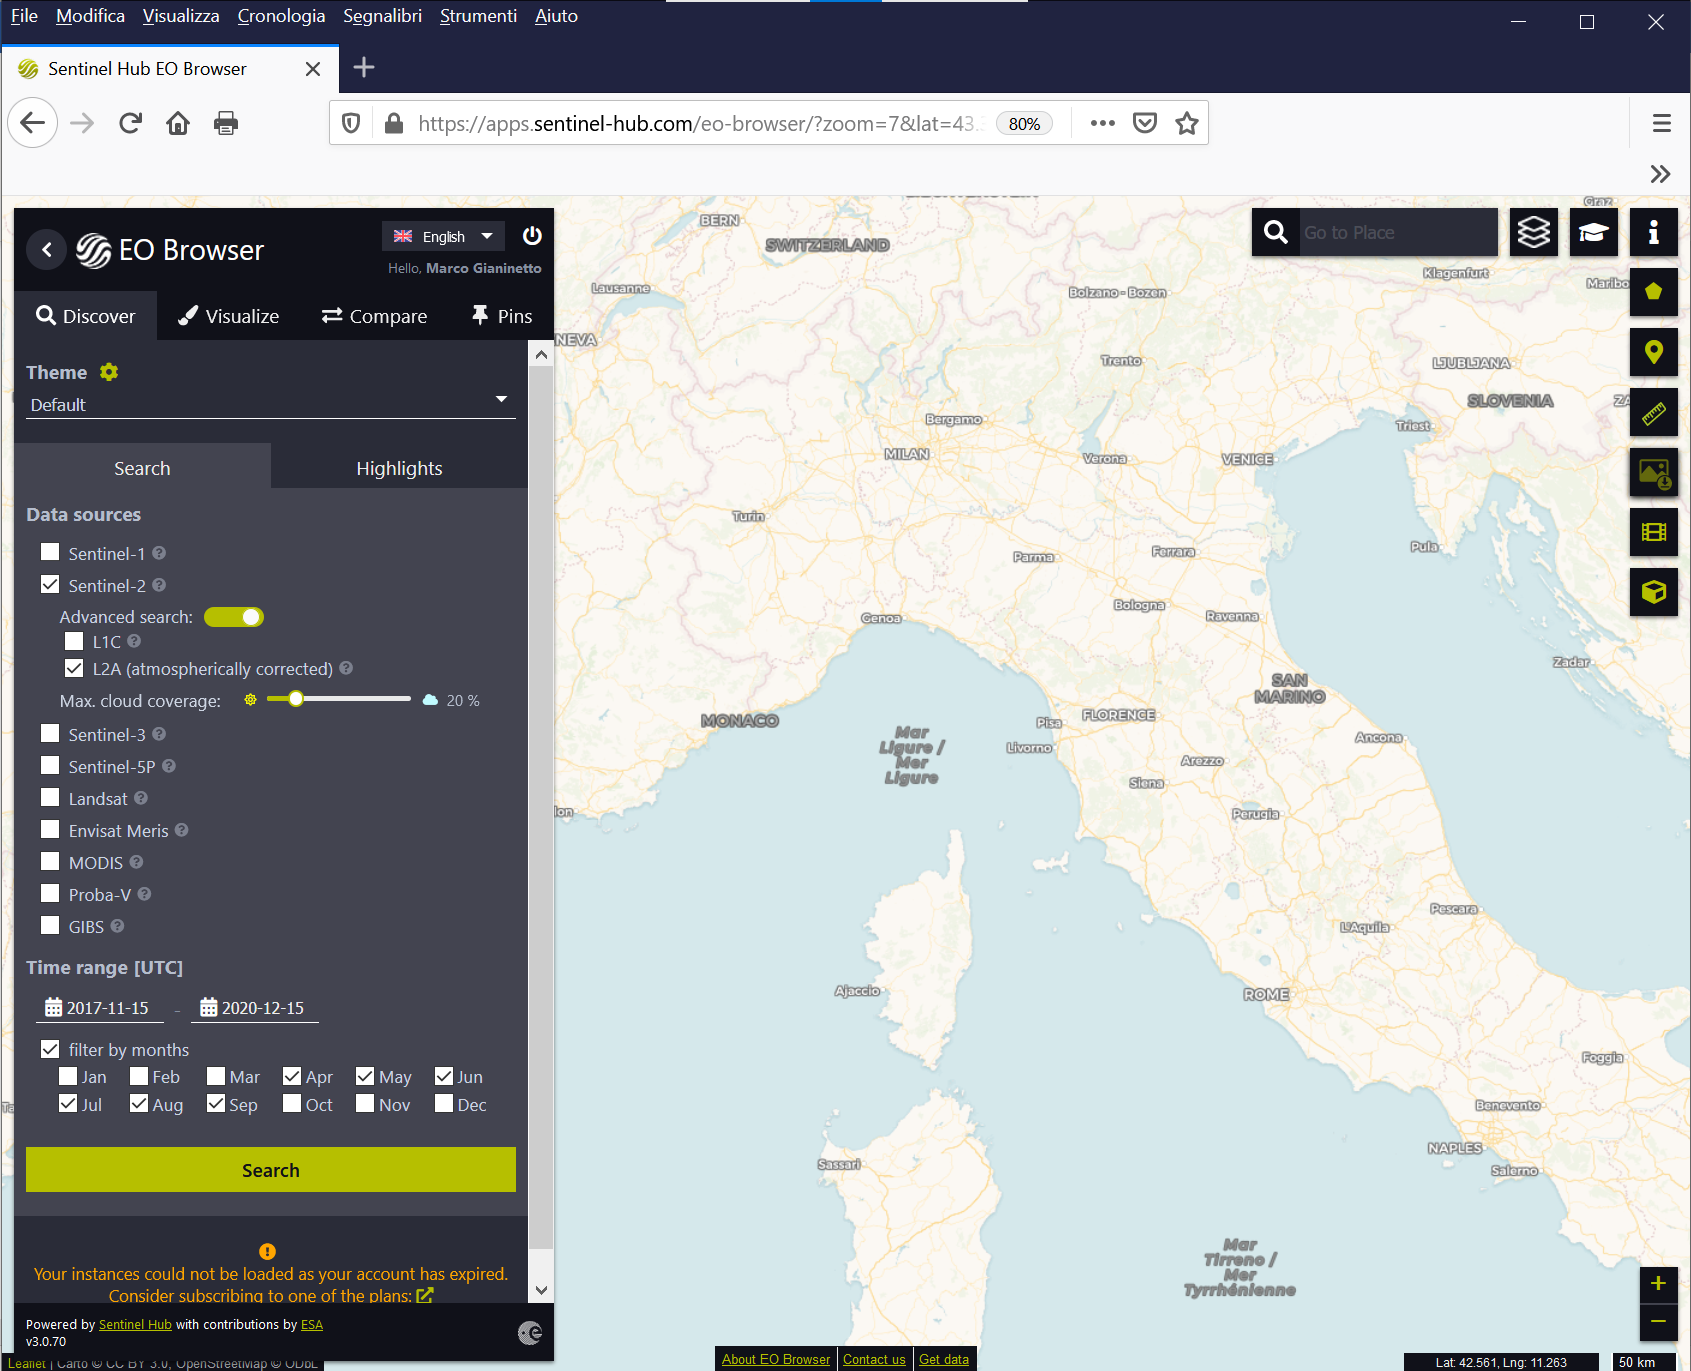 File Modifica Visualizza Cronologia Segnalibri Strumenti Aiuto
Sentinel Hub EO Browser
https://apps.sentinel-hub.com/eo-browser/?zoom=7&lat=43.
80%
EO Browser
English
Hello, Marco Gianinetto
Discover Visualize Compare Pins
Theme
Default
Search Highlights
Data sources
Sentinel-1
Sentinel-2
Advanced search:
L1C
L2A (atmospherically corrected)
Max. cloud coverage: 20 %
Sentinel-3
Sentinel-5P
Landsat
Envisat Meris
MODIS
Proba-V
GIBS
Time range [UTC]
2017-11-15 - 2020-12-15
filter by months
Jan Feb Mar Apr May Jun
Jul Aug Sep Oct Nov Dec
Search
Your instances could not be loaded as your account has expired.
Consider subscribing to one of the plans:
Powered by Sentinel Hub with contributions by ESA
v3.0.70
Leaflet | Carto © CC BY 3.0, OpenStreetMap © ODbL
Go to Place
Graz
BERN
SWITZERLAND
Klagenfurt
Maribo
Lausanne
Bolzano - Bozen
NEVA
Trento
LJUBLJANA
SLOVENIA
ZA
Bergamo
Triest
MILAN
Verona
VENICE
Turin
Parma
Ferrara
Pula
Bologna
Ravenna
Genoa
Zadar
SAN
MARINO
MONACO
Pisa
FLORENCE
Mar
Ligure /
Mer
Ligure
Livorno
Ancona
Arezzo
Siena
lon
Perugia
Pescara
L'Aquila
Ajaccio
ROME
Foggia
Benevento
NAPLES
Salerno
Sassari
Mar
Tirreno /
Mer
Tyrrhénienne
About EO Browser Contact us Get data
Lat: 42.561, Lng: 11.263
50 km